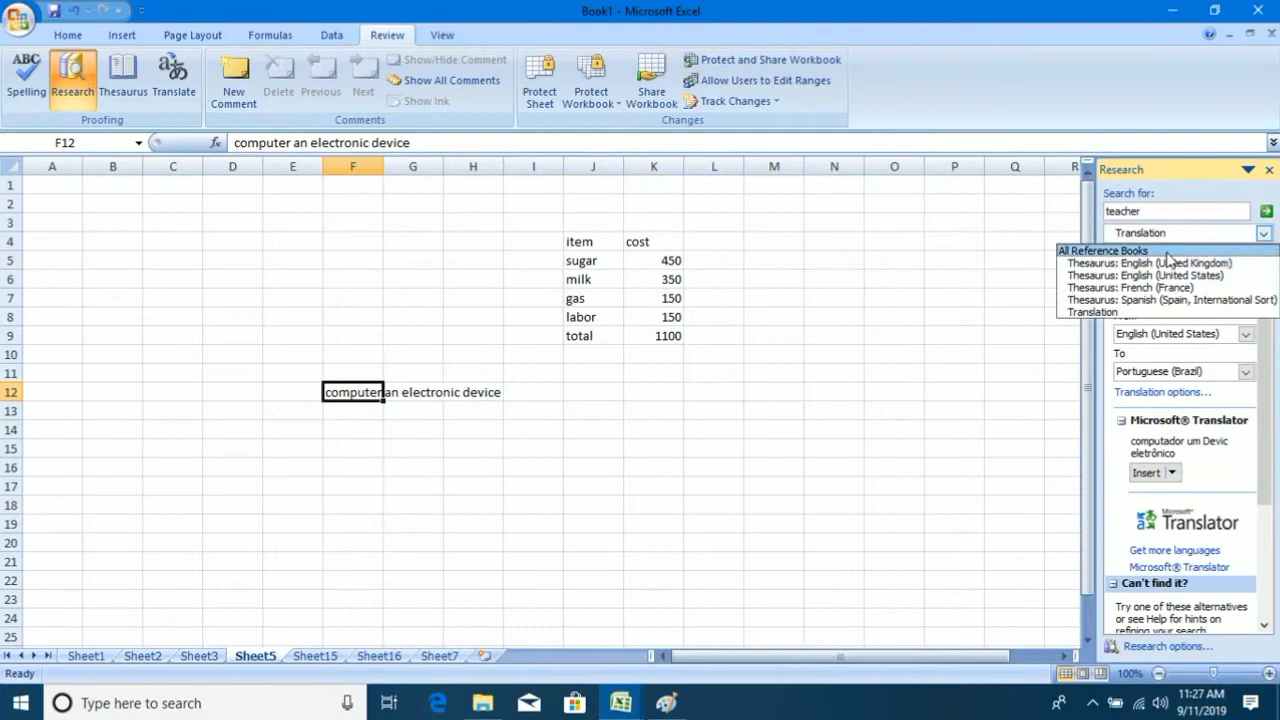 Book1 - Microsoft Excel
Home Insert Page Layout Formulas Data Review View
Spelling Research Thesaurus Translate
New Comment Delete Previous Next
Show/Hide Comment
Show All Comments
Show Ink
Protect Sheet Protect Workbook Share Workbook
Protect and Share Workbook
Allow Users to Edit Ranges
Track Changes
Proofing Comments Changes
F12 fx computer an electronic device
A B C D E F G H I J K L M N O P Q R
1
2
3
4 item cost
5 sugar 450
6 milk 350
7 gas 150
8 labor 150
9 total 1100
10
11
12 computer an electronic device
13
14
15
16
17
18
19
20
21
22
23
24
25
Research
Search for:
teacher
Translation
All Reference Books
Thesaurus: English (United Kingdom)
Thesaurus: English (United States)
Thesaurus: French (France)
Thesaurus: Spanish (Spain, International Sort)
Translation
English (United States)
To
Portuguese (Brazil)
Translation options...
Microsoft® Translator
computador um Devic
eletrônico
Insert
Microsoft®
Translator
Get more languages
Microsoft® Translator
Can't find it?
Try one of these alternatives
or see Help for hints on
refining your search.
Research options...
Sheet1 Sheet2 Sheet3 Sheet5 Sheet15 Sheet16 Sheet7
Ready 100%
Type here to search
11:27 AM
9/11/2019